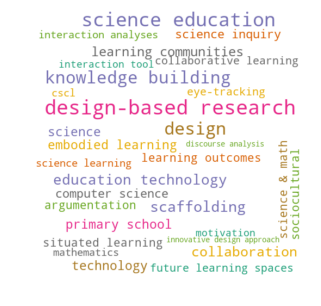 science education
interaction analyses science inquiry
learning communities
interaction tool collaborative learning
knowledge building
cscl eye-tracking
design-based research
science design
embodied learning discourse analysis
science learning learning outcomes
education technology
computer science
argumentation scaffolding
primary school
motivation
situated learning innovative design approach
mathematics collaboration
technology future learning spaces
science & math
sociocultural